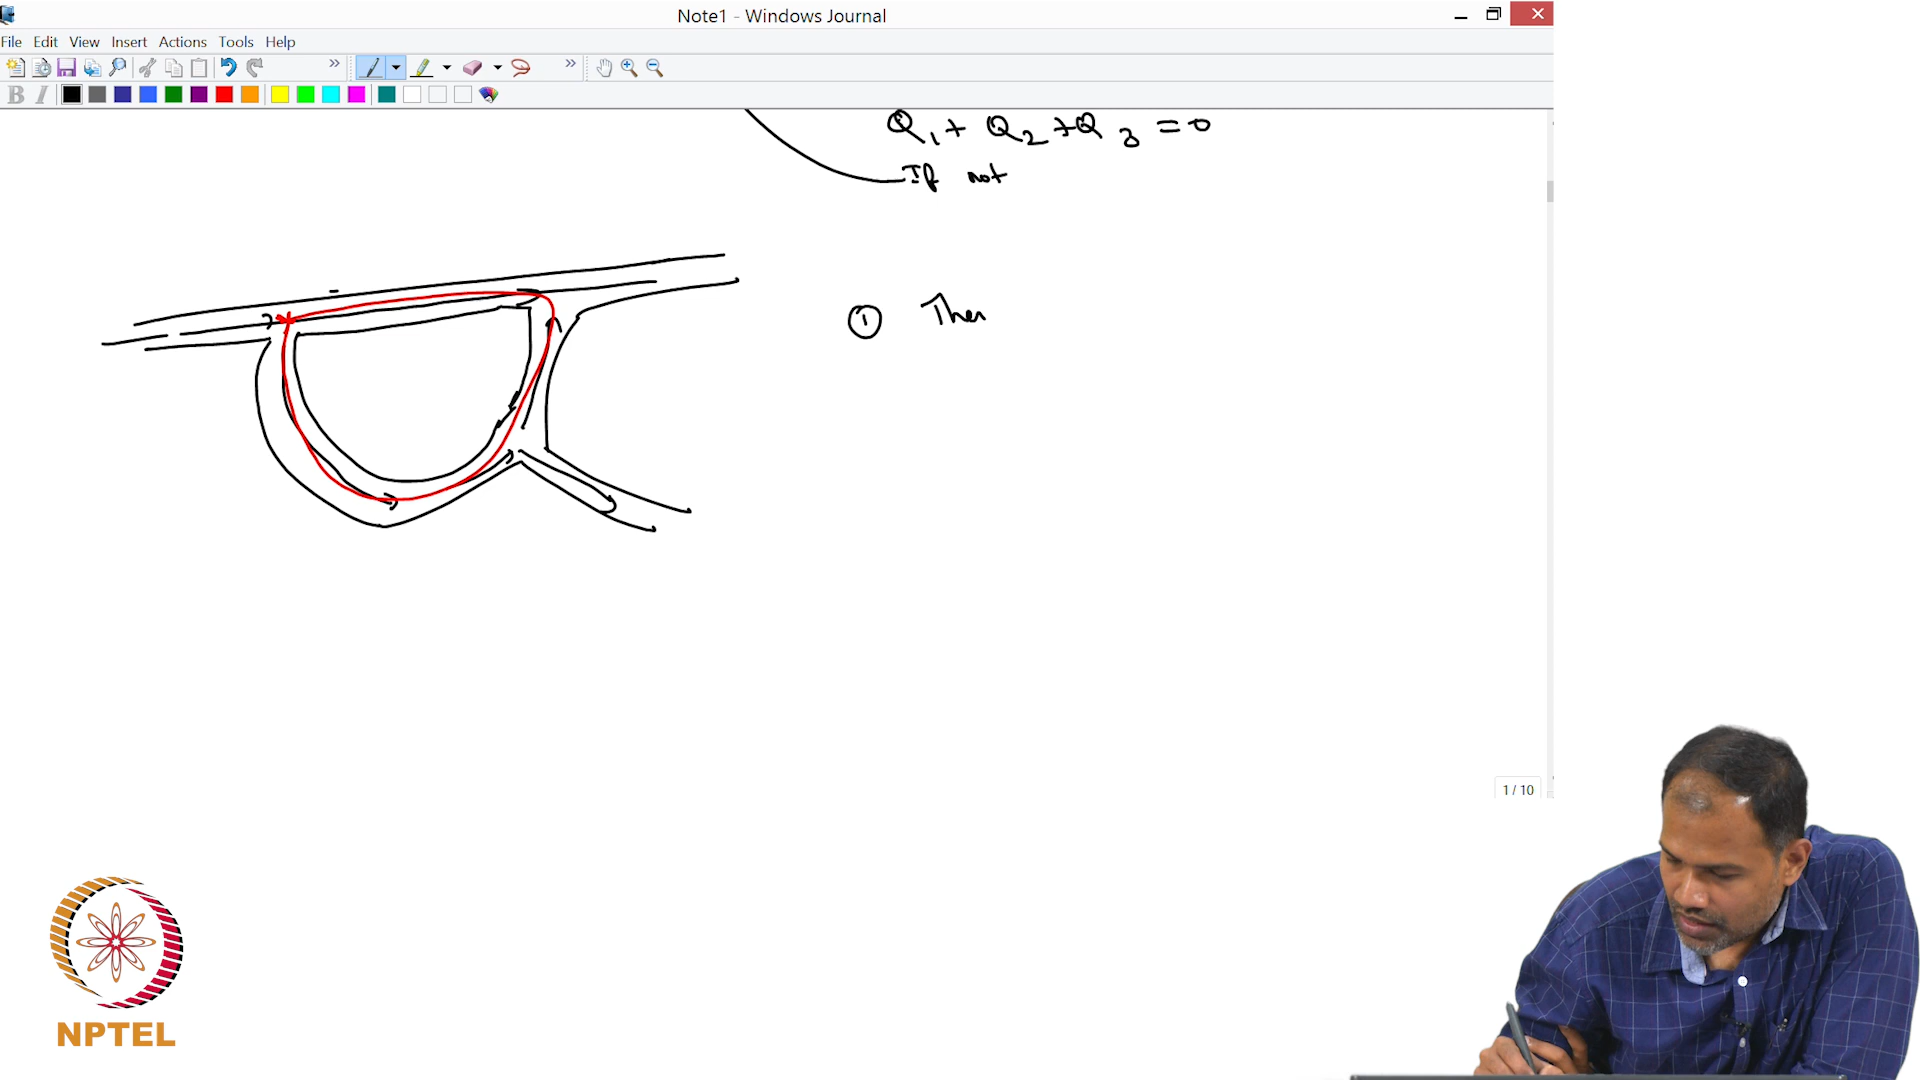 Note1 - Windows Journal
File Edit View Insert Actions Tools Help
B I
Q1 + Q2 + Q3 = 0
If not
① Ther
1 / 10
NPTEL